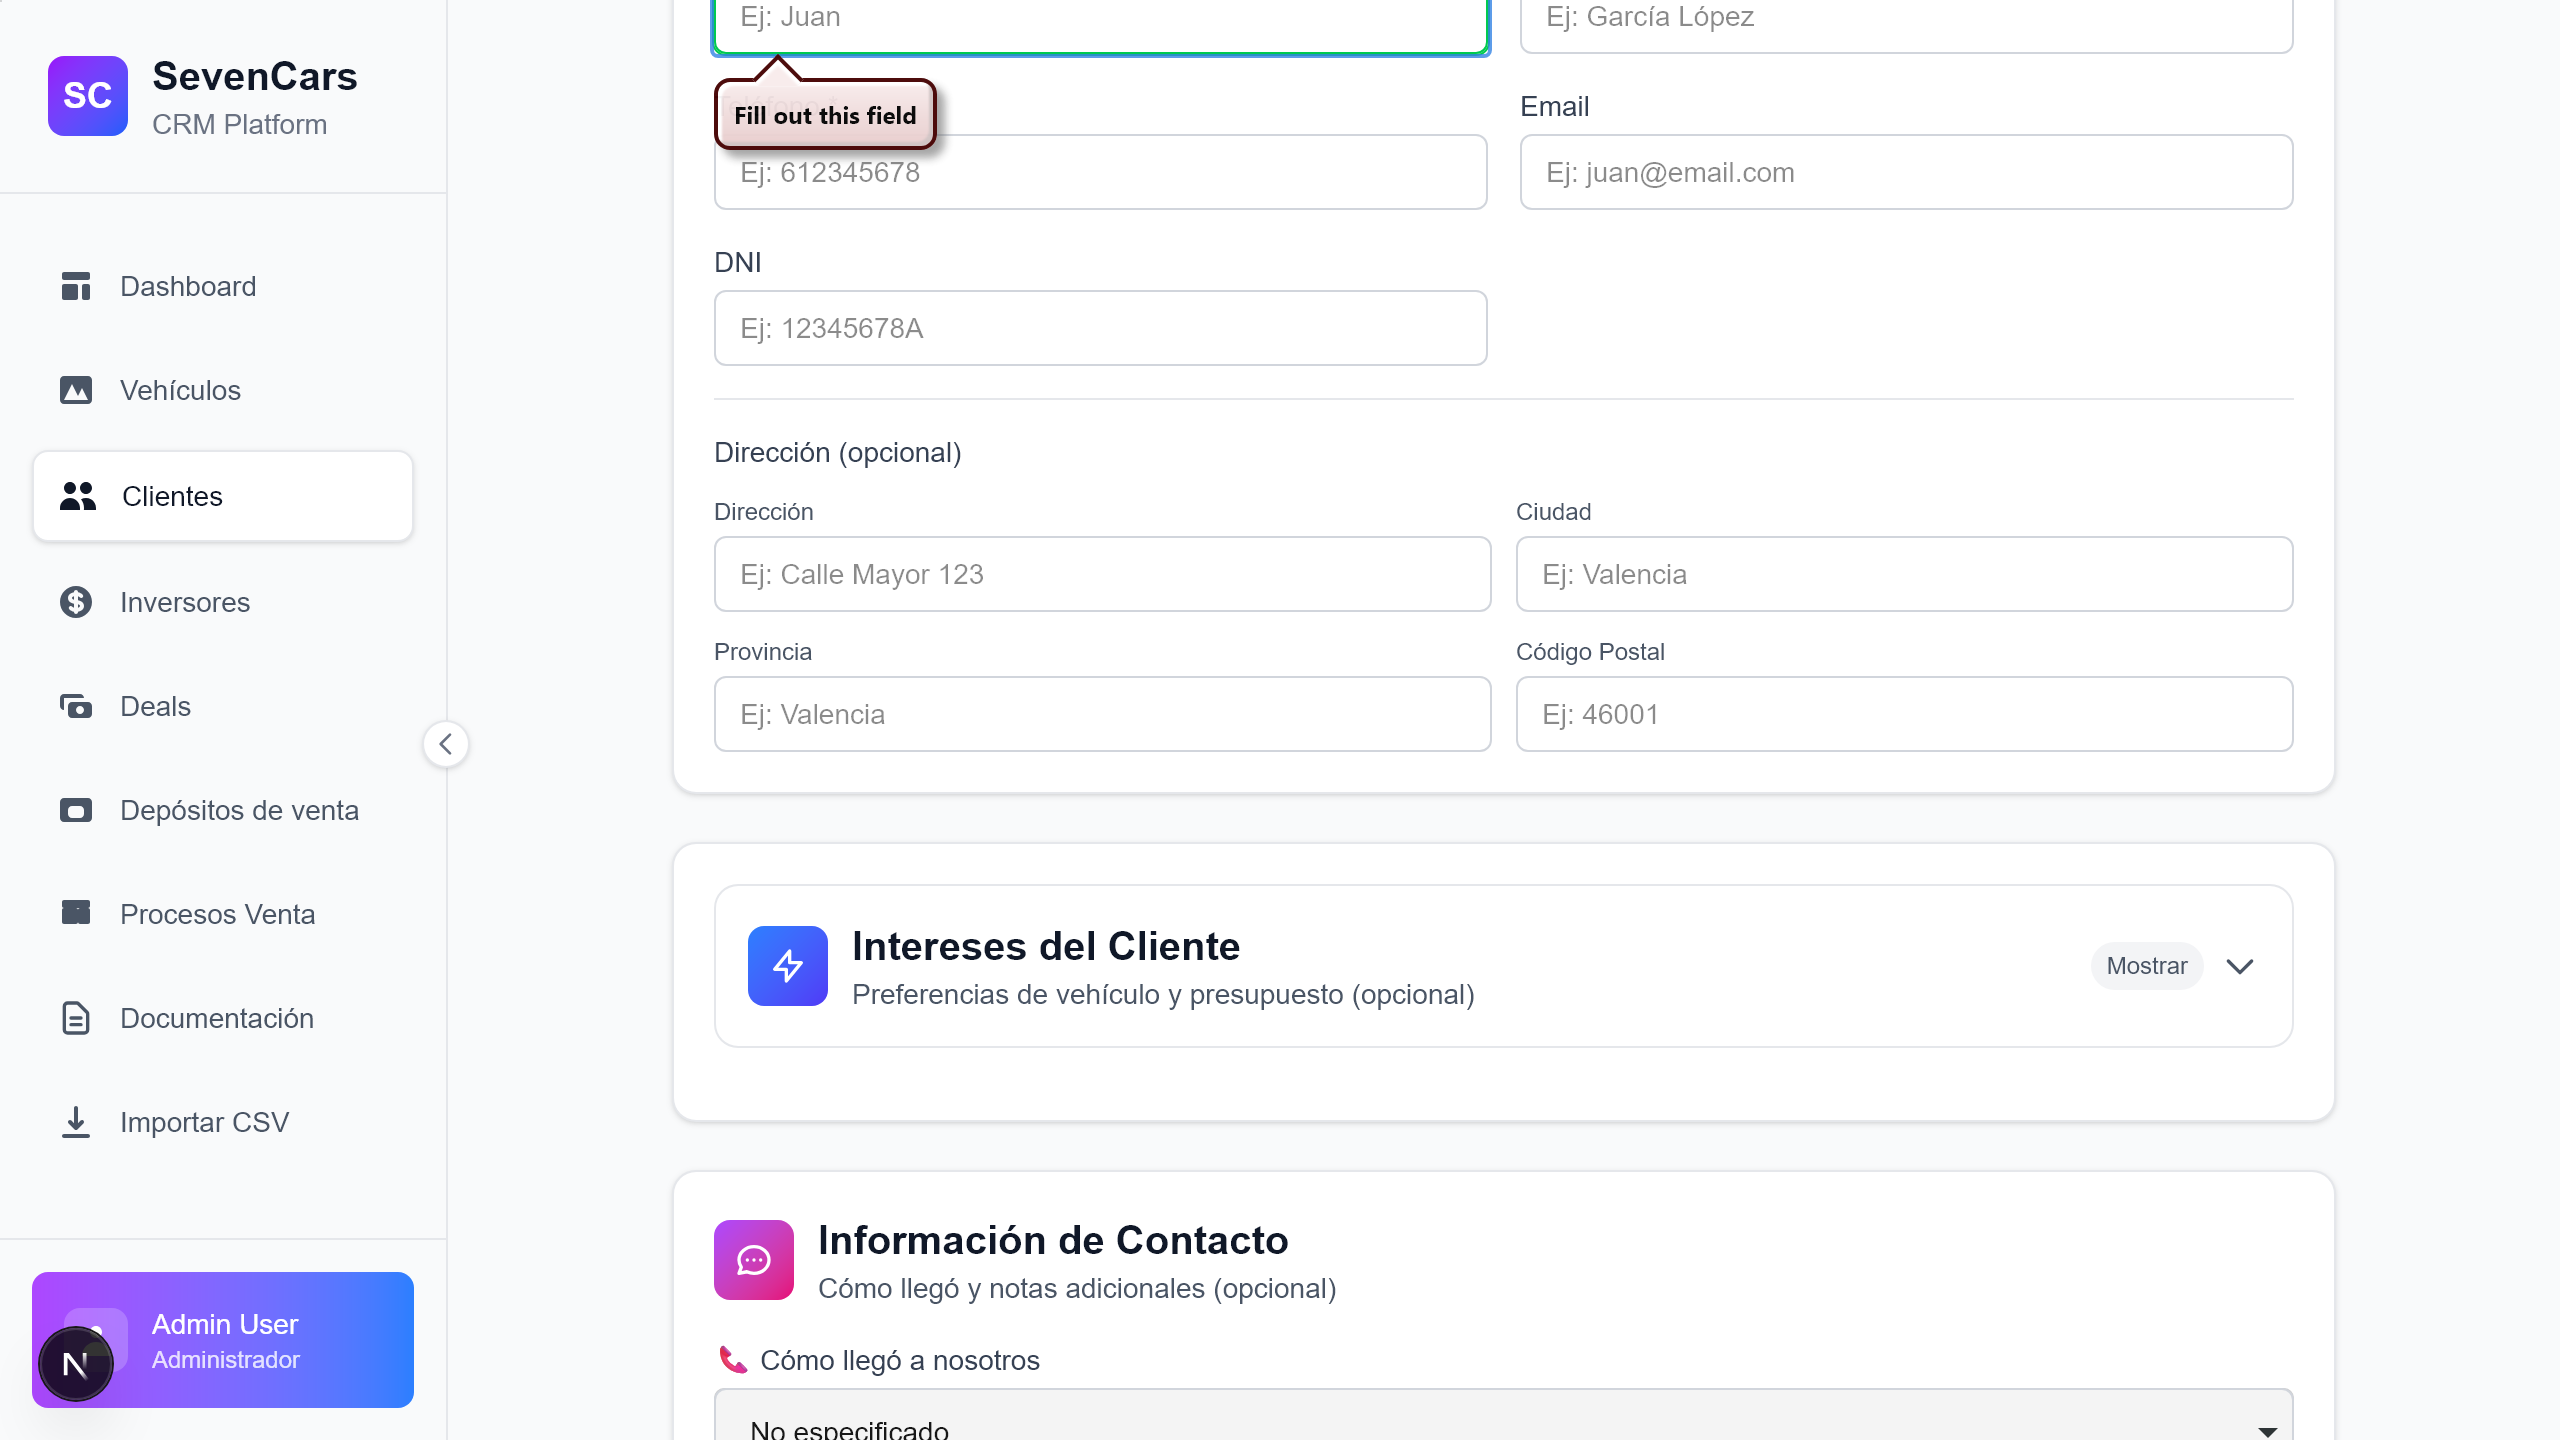 SC
SevenCars
CRM Platform
Dashboard
Vehículos
Clientes
Inversores
Deals
Depósitos de venta
Procesos Venta
Documentación
Importar CSV
Admin User
Administrador
N
Ej: Juan
Ej: García López
Teléfono *
Fill out this field
Email
Ej: 612345678
Ej: juan@email.com
DNI
Ej: 12345678A
Dirección (opcional)
Dirección
Ciudad
Ej: Calle Mayor 123
Ej: Valencia
Provincia
Código Postal
Ej: Valencia
Ej: 46001
Intereses del Cliente
Preferencias de vehículo y presupuesto (opcional)
Mostrar
Información de Contacto
Cómo llegó y notas adicionales (opcional)
Cómo llegó a nosotros
No especificado